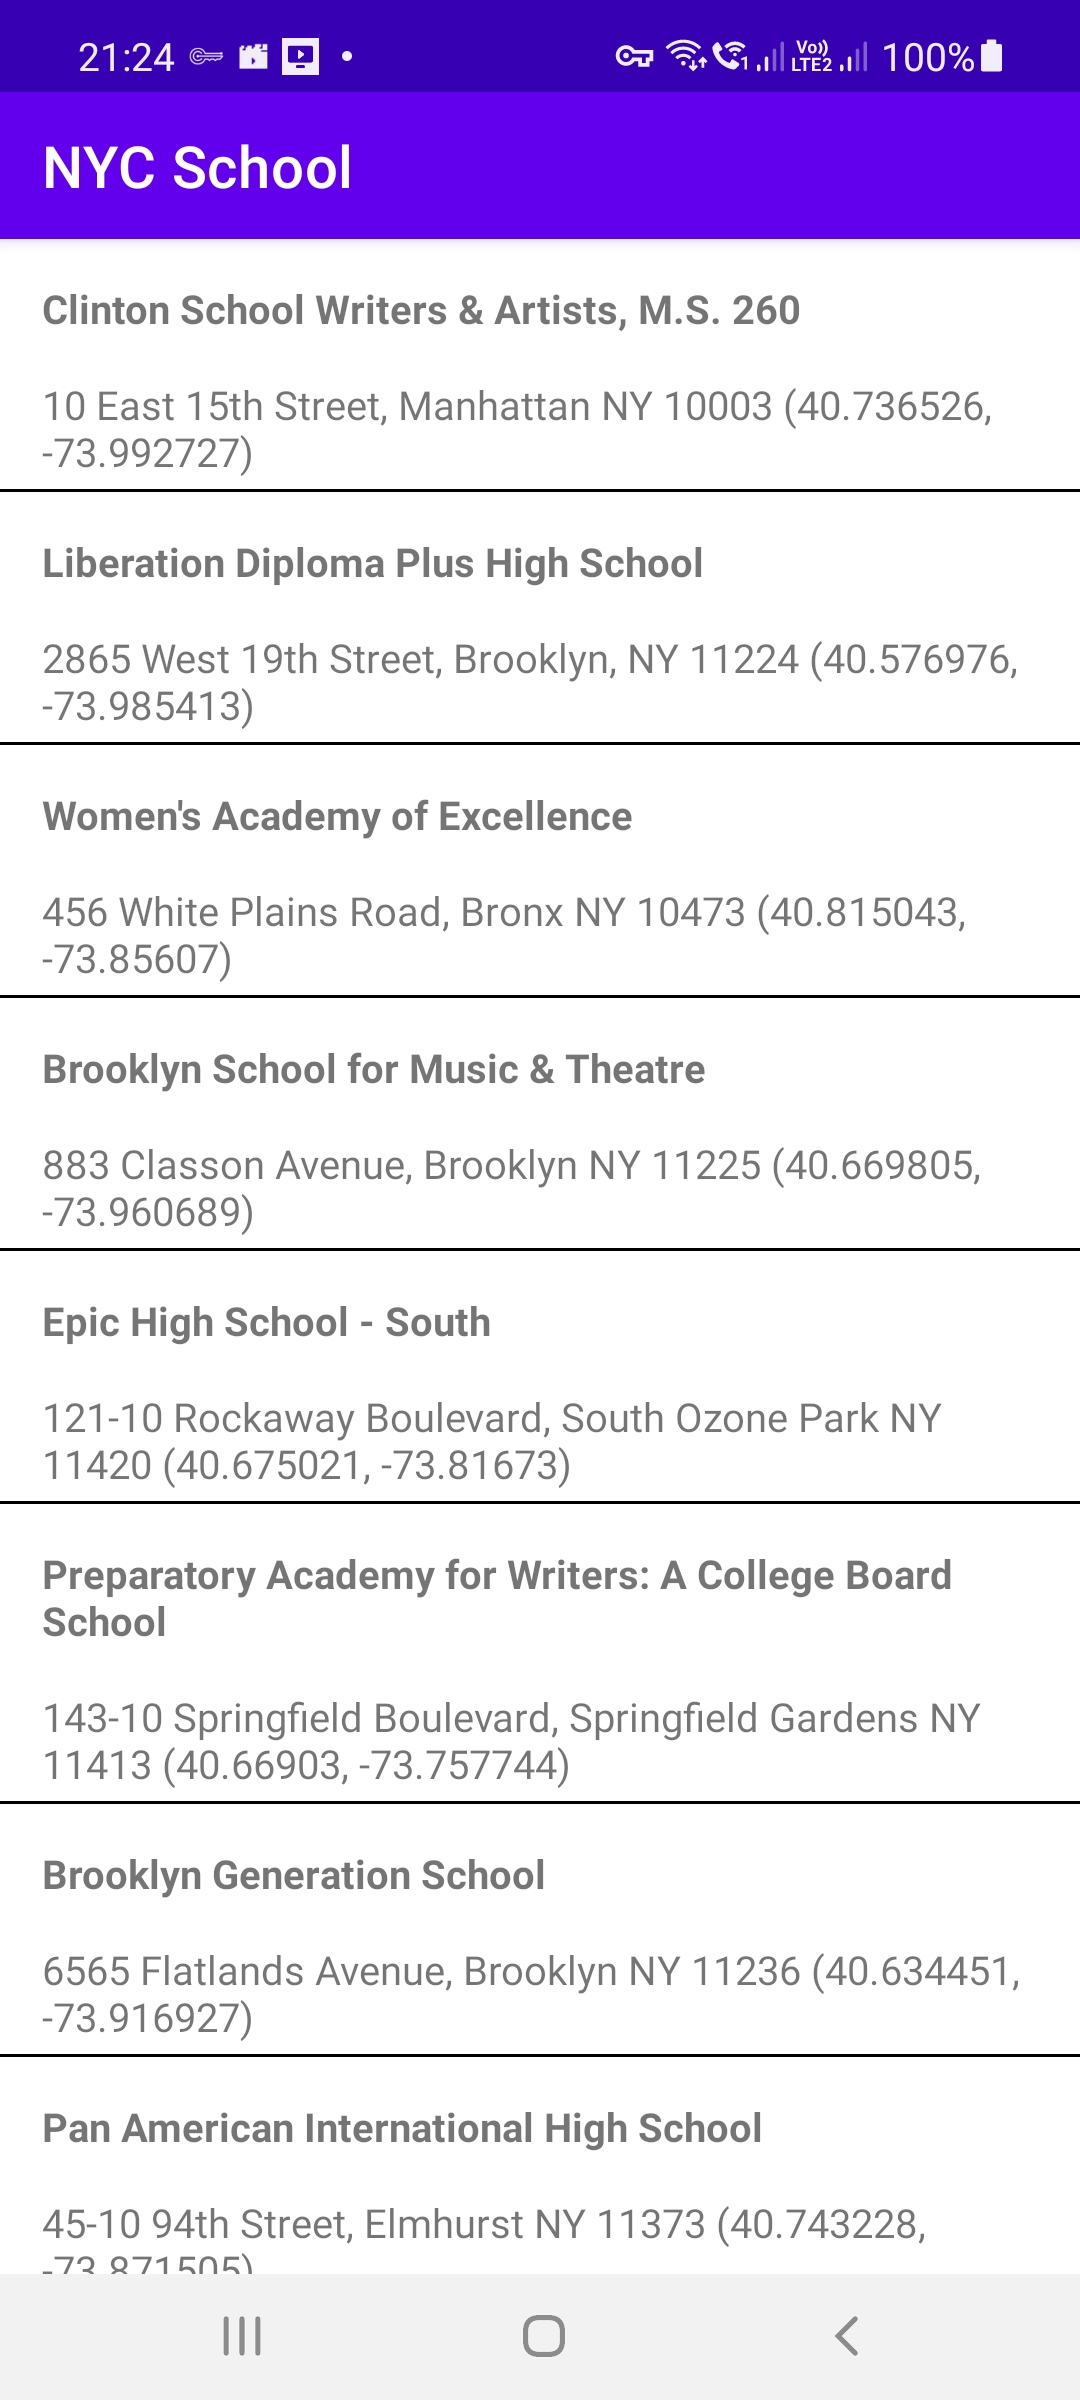 21:24
1 Vo)) LTE2 100%
NYC School
Clinton School Writers & Artists, M.S. 260
10 East 15th Street, Manhattan NY 10003 (40.736526,
-73.992727)
Liberation Diploma Plus High School
2865 West 19th Street, Brooklyn, NY 11224 (40.576976,
-73.985413)
Women's Academy of Excellence
456 White Plains Road, Bronx NY 10473 (40.815043,
-73.85607)
Brooklyn School for Music & Theatre
883 Classon Avenue, Brooklyn NY 11225 (40.669805,
-73.960689)
Epic High School - South
121-10 Rockaway Boulevard, South Ozone Park NY
11420 (40.675021, -73.81673)
Preparatory Academy for Writers: A College Board
School
143-10 Springfield Boulevard, Springfield Gardens NY
11413 (40.66903, -73.757744)
Brooklyn Generation School
6565 Flatlands Avenue, Brooklyn NY 11236 (40.634451,
-73.916927)
Pan American International High School
45-10 94th Street, Elmhurst NY 11373 (40.743228,
-73.871505)